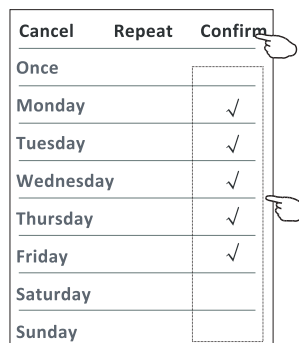 Cancel Repeat Confirm
Once
Monday √
Tuesday √
Wednesday √
Thursday √
Friday √
Saturday
Sunday